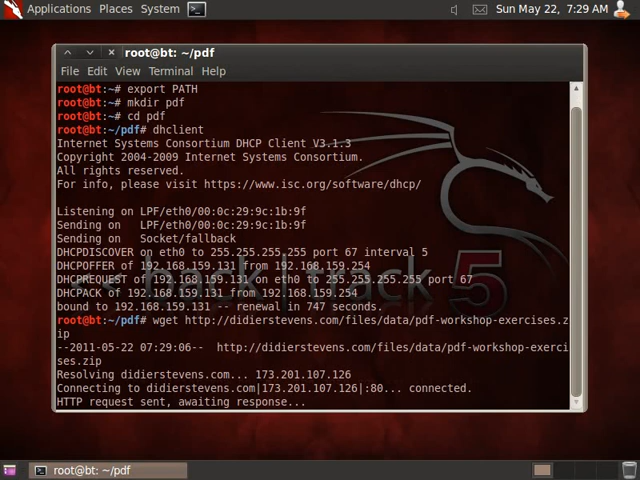 Applications Places System
Sun May 22, 7:29 AM
root@bt: ~/pdf
File Edit View Terminal Help
root@bt:~# export PATH
root@bt:~# mkdir pdf
root@bt:~# cd pdf
root@bt:~/pdf# dhclient
Internet Systems Consortium DHCP Client V3.1.3
Copyright 2004-2009 Internet Systems Consortium.
All rights reserved.
For info, please visit https://www.isc.org/software/dhcp/
Listening on LPF/eth0/00:0c:29:9c:1b:9f
Sending on   LPF/eth0/00:0c:29:9c:1b:9f
Sending on   Socket/fallback
DHCPDISCOVER on eth0 to 255.255.255.255 port 67 interval 5
DHCPOFFER of 192.168.159.131 from 192.168.159.254
DHCPREQUEST of 192.168.159.131 on eth0 to 255.255.255.255 port 67
DHCPACK of 192.168.159.131 from 192.168.159.254
bound to 192.168.159.131 -- renewal in 747 seconds.
root@bt:~/pdf# wget http://didierstevens.com/files/data/pdf-workshop-exercises.z
ip
--2011-05-22 07:29:06--  http://didierstevens.com/files/data/pdf-workshop-exerci
ses.zip
Resolving didierstevens.com... 173.201.107.126
Connecting to didierstevens.com|173.201.107.126|:80... connected.
HTTP request sent, awaiting response...
<< back | track 5
root@bt: ~/pdf